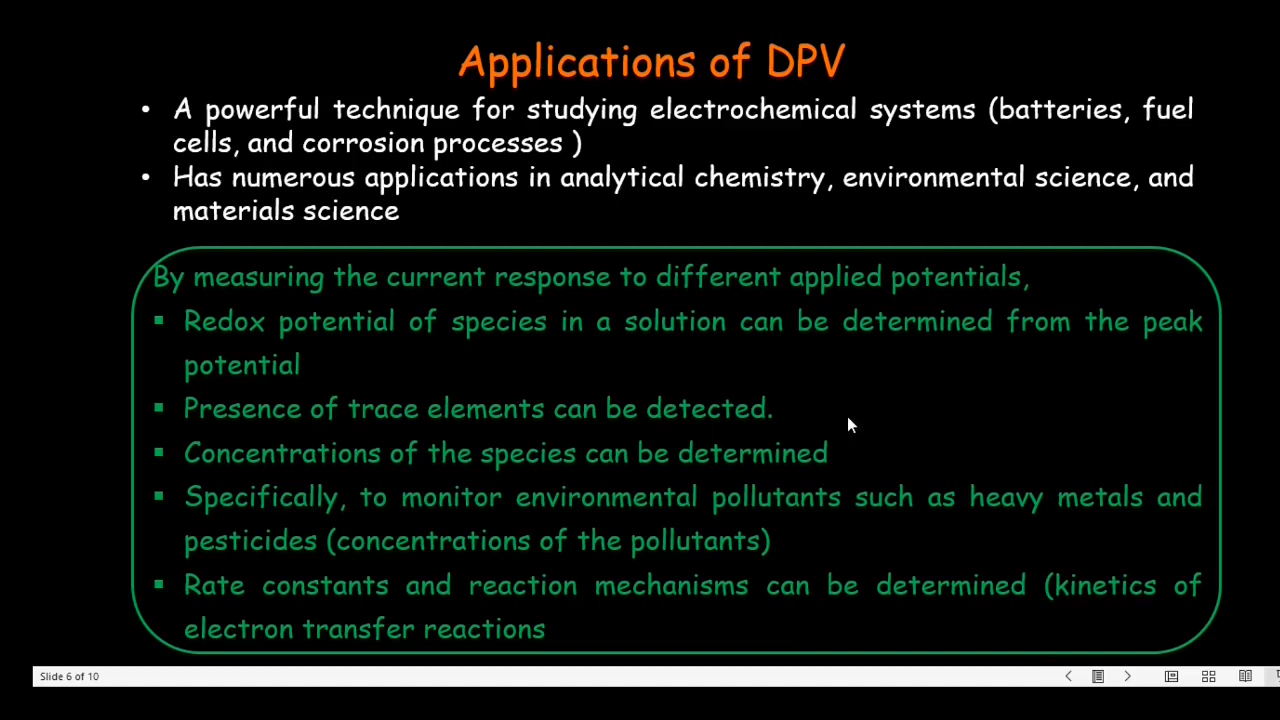 Applications of DPV
• A powerful technique for studying electrochemical systems (batteries, fuel
cells, and corrosion processes )
• Has numerous applications in analytical chemistry, environmental science, and
materials science
By measuring the current response to different applied potentials,
▪ Redox potential of species in a solution can be determined from the peak
potential
▪ Presence of trace elements can be detected.
▪ Concentrations of the species can be determined
▪ Specifically, to monitor environmental pollutants such as heavy metals and
pesticides (concentrations of the pollutants)
▪ Rate constants and reaction mechanisms can be determined (kinetics of
electron transfer reactions
Slide 6 of 10